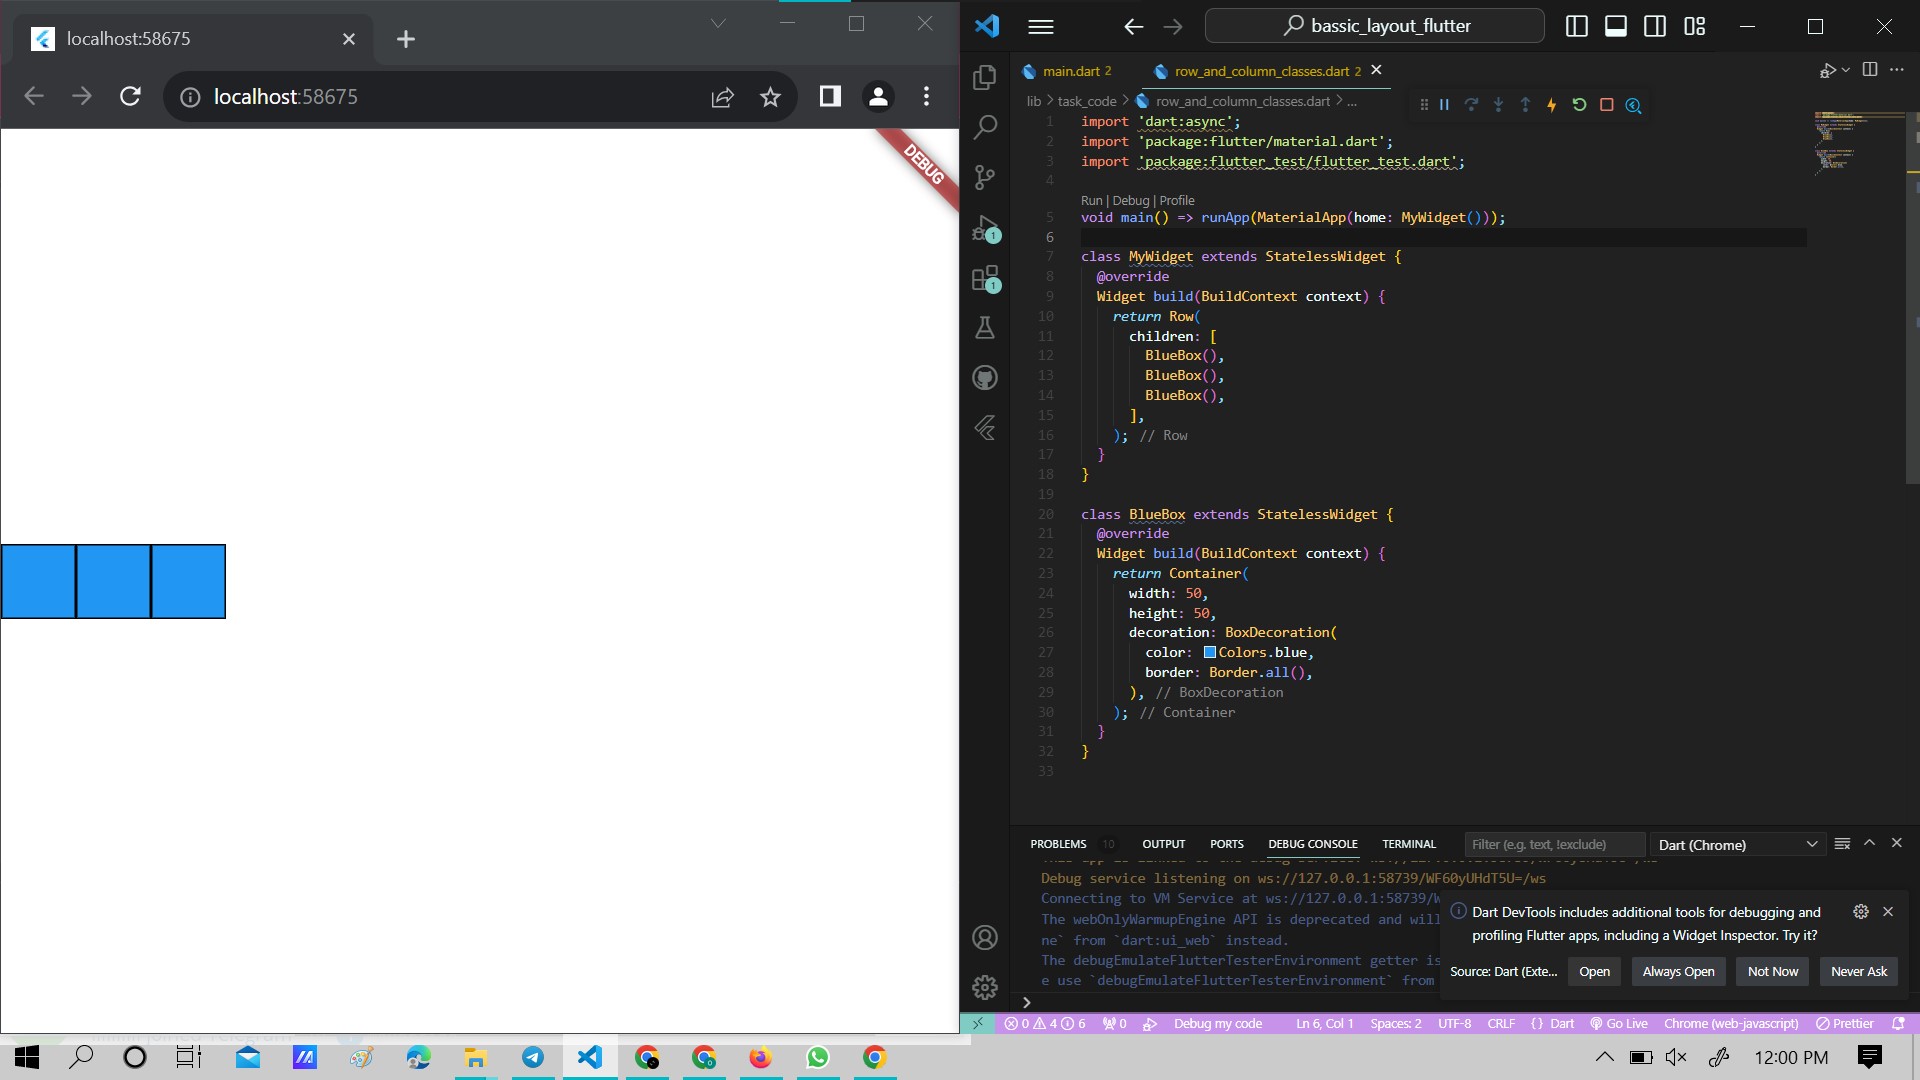 localhost:58675
localhost:58675
DEBUG
bassic_layout_flutter
main.dart 2
row_and_column_classes.dart 2
lib > task_code > row_and_column_classes.dart > ...
1 import 'dart:async';
2 import 'package:flutter/material.dart';
3 import 'package:flutter_test/flutter_test.dart';
4
Run | Debug | Profile
5 void main() => runApp(MaterialApp(home: MyWidget()));
6
7 class MyWidget extends StatelessWidget {
8 @override
9 Widget build(BuildContext context) {
10 return Row(
11 children: [
12 BlueBox(),
13 BlueBox(),
14 BlueBox(),
15 ],
16 ); // Row
17 }
18 }
19
20 class BlueBox extends StatelessWidget {
21 @override
22 Widget build(BuildContext context) {
23 return Container(
24 width: 50,
25 height: 50,
26 decoration: BoxDecoration(
27 color: Colors.blue,
28 border: Border.all(),
29 ), // BoxDecoration
30 ); // Container
31 }
32 }
33
1
1
PROBLEMS 10 OUTPUT PORTS DEBUG CONSOLE TERMINAL
Filter (e.g. text, !exclude)
Dart (Chrome)
Debug service listening on ws://127.0.0.1:58739/WF60yUHdT5U=/ws
Connecting to VM Service at ws://127.0.0.1:58739/W
The webOnlyWarmupEngine API is deprecated and will
ne` from `dart:ui_web` instead.
The debugEmulateFlutterTesterEnvironment getter is
e use `debugEmulateFlutterTesterEnvironment` from
Dart DevTools includes additional tools for debugging and
profiling Flutter apps, including a Widget Inspector. Try it?
Source: Dart (Exte... Open Always Open Not Now Never Ask
0 4 6 0 Debug my code Ln 6, Col 1 Spaces: 2 UTF-8 CRLF {} Dart Go Live Chrome (web-javascript) Prettier
12:00 PM